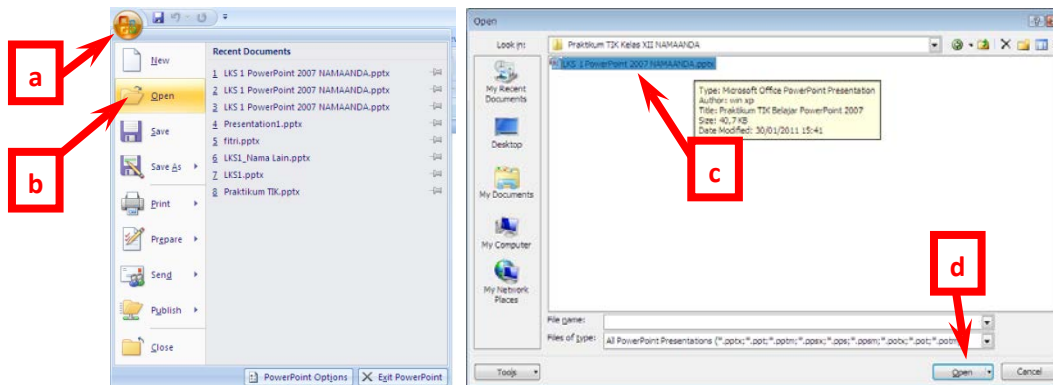 a
b
Recent Documents
New
Open
Save
Save As
Print
Prepare
Send
Publish
Close
1 LKS 1 PowerPoint 2007 NAMAANDA.pptx
2 LKS 1 PowerPoint 2007 NAMAANDA.pptx
3 LKS 1 PowerPoint 2007 NAMAANDA.pptx
4 Presentation1.pptx
5 fitri.pptx
6 LKS1_Nama Lain.pptx
7 LKS1.pptx
8 Praktikum TIK.pptx
PowerPoint Options
Exit PowerPoint
Open
Look in:
Praktikum TIK Kelas XII NAMAANDA
LKS 1 PowerPoint 2007 NAMAANDA.pptx
My Recent
Documents
Desktop
My Documents
My Computer
My Network
Places
Type: Microsoft Office PowerPoint Presentation
Author: win xp
Title: Praktikum TIK Belajar PowerPoint 2007
Size: 40,7 KB
Date Modified: 30/01/2011 15:41
c
d
File name:
Files of type:
All PowerPoint Presentations (*.pptx;*.ppt;*.pptm;*.ppsx;*.pps;*.ppsm;*.potx;*.pot;*.potm
Tools
Open
Cancel